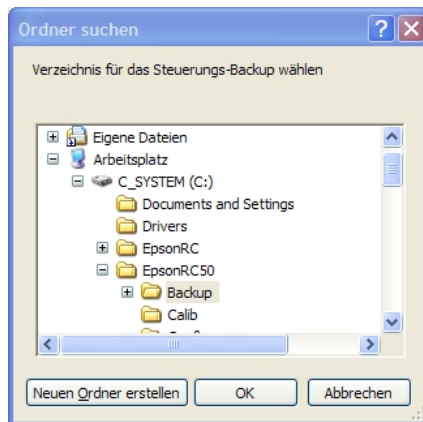 Ordner suchen
Verzeichnis für das Steuerungs-Backup wählen
Eigene Dateien
Arbeitsplatz
C_SYSTEM (C:)
Documents and Settings
Drivers
EpsonRC
EpsonRC50
Backup
Calib
Neuen Ordner erstellen
OK
Abbrechen